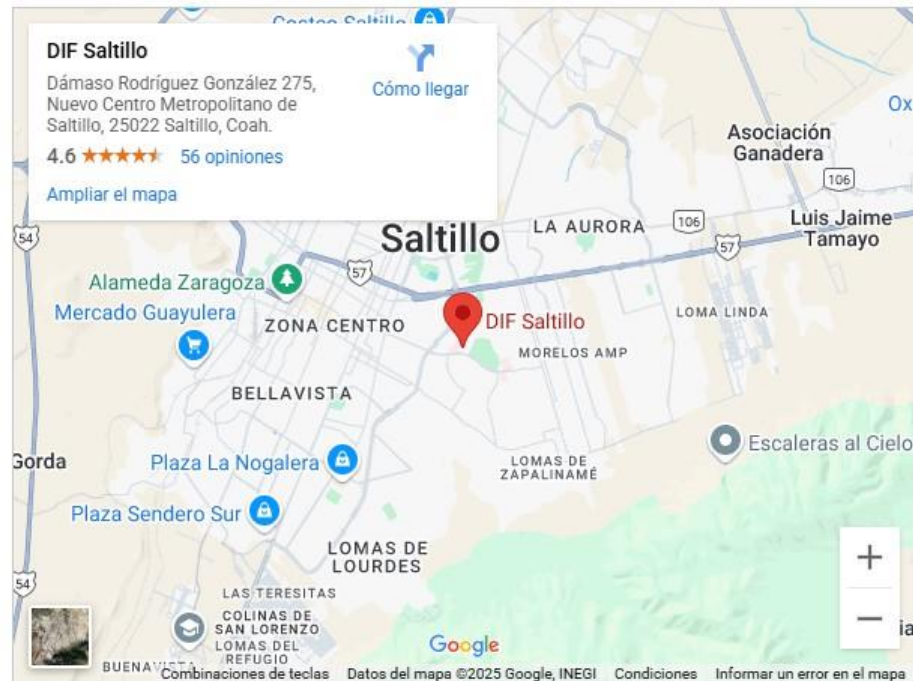 Costco Saltillo
DIF Saltillo
Dámaso Rodríguez González 275,
Nuevo Centro Metropolitano de
Saltillo, 25022 Saltillo, Coah.
4.6
56 opiniones
Ampliar el mapa
Cómo llegar
Asociación
Ganadera
106
LA AURORA
106
Luis Jaime
Tamayo
54
Saltillo
57
57
Alameda Zaragoza
Mercado Guayulera
ZONA CENTRO
DIF Saltillo
LOMA LINDA
MORELOS AMP
BELLAVISTA
Escaleras al Cielo
Gorda
Plaza La Nogalera
LOMAS DE
ZAPALINAMÉ
Plaza Sendero Sur
LOMAS DE
LOURDES
54
LAS TERESITAS
COLINAS DE
SAN LORENZO
LOMAS DEL
REFUGIO
BUENAVISTA
Google
Combinaciones de teclas
Datos del mapa ©2025 Google, INEGI
Condiciones
Informar un error en el mapa